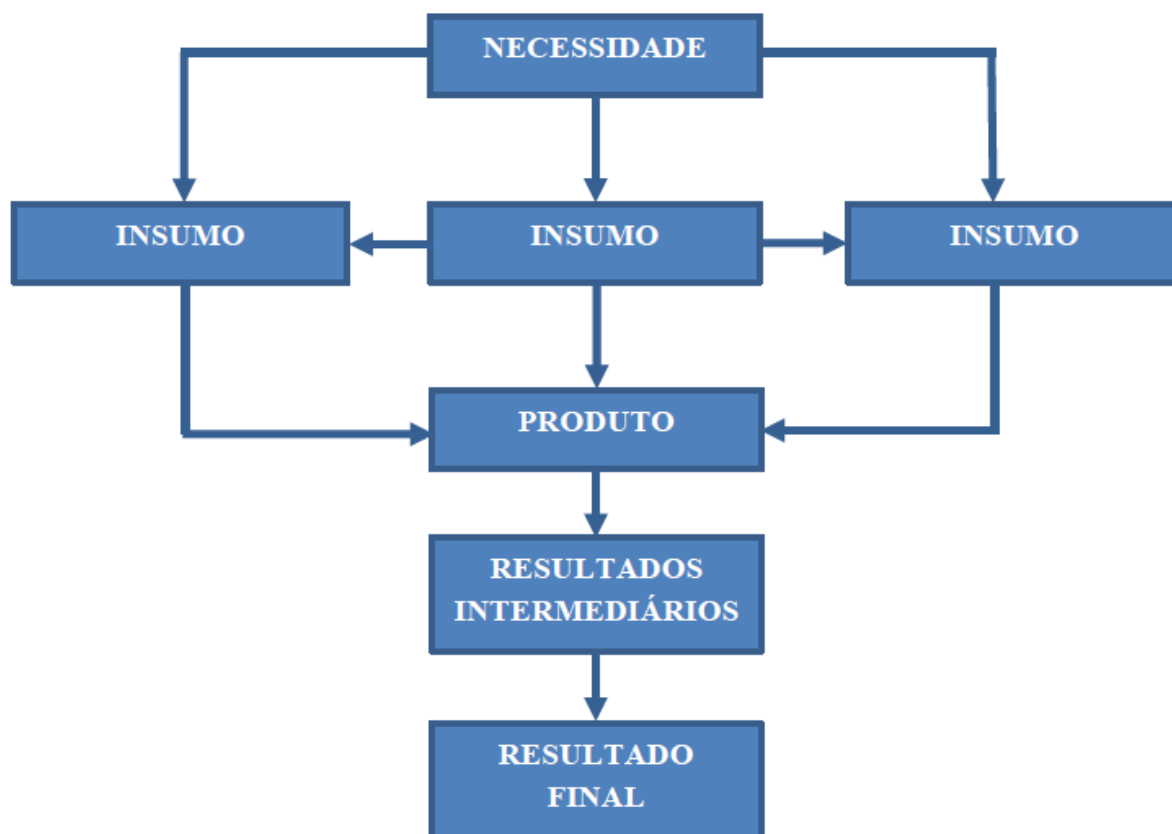 NECESSIDADE
INSUMO
INSUMO
INSUMO
PRODUTO
RESULTADOS
INTERMEDIÁRIOS
RESULTADO
FINAL